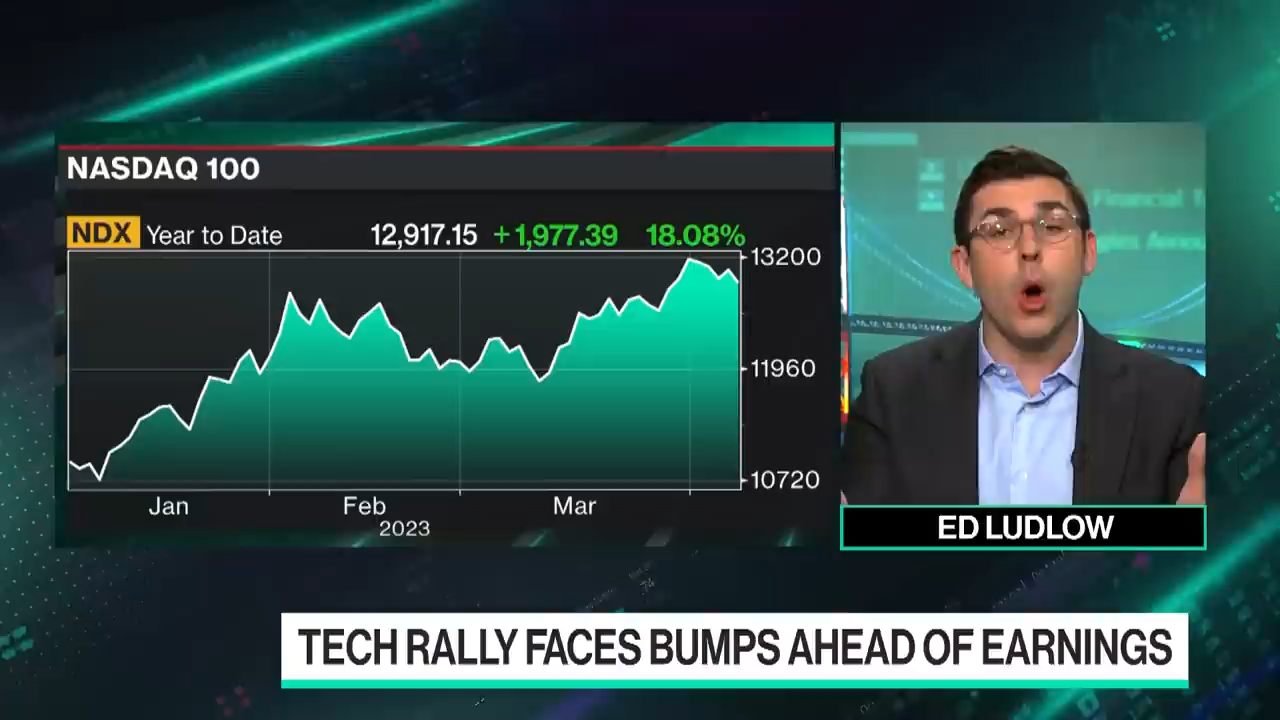 NASDAQ 100
NDX Year to Date 12,917.15 +1,977.39 18.08%
13200
11960
10720
Jan Feb Mar
2023
Financial
ED LUDLOW
TECH RALLY FACES BUMPS AHEAD OF EARNINGS